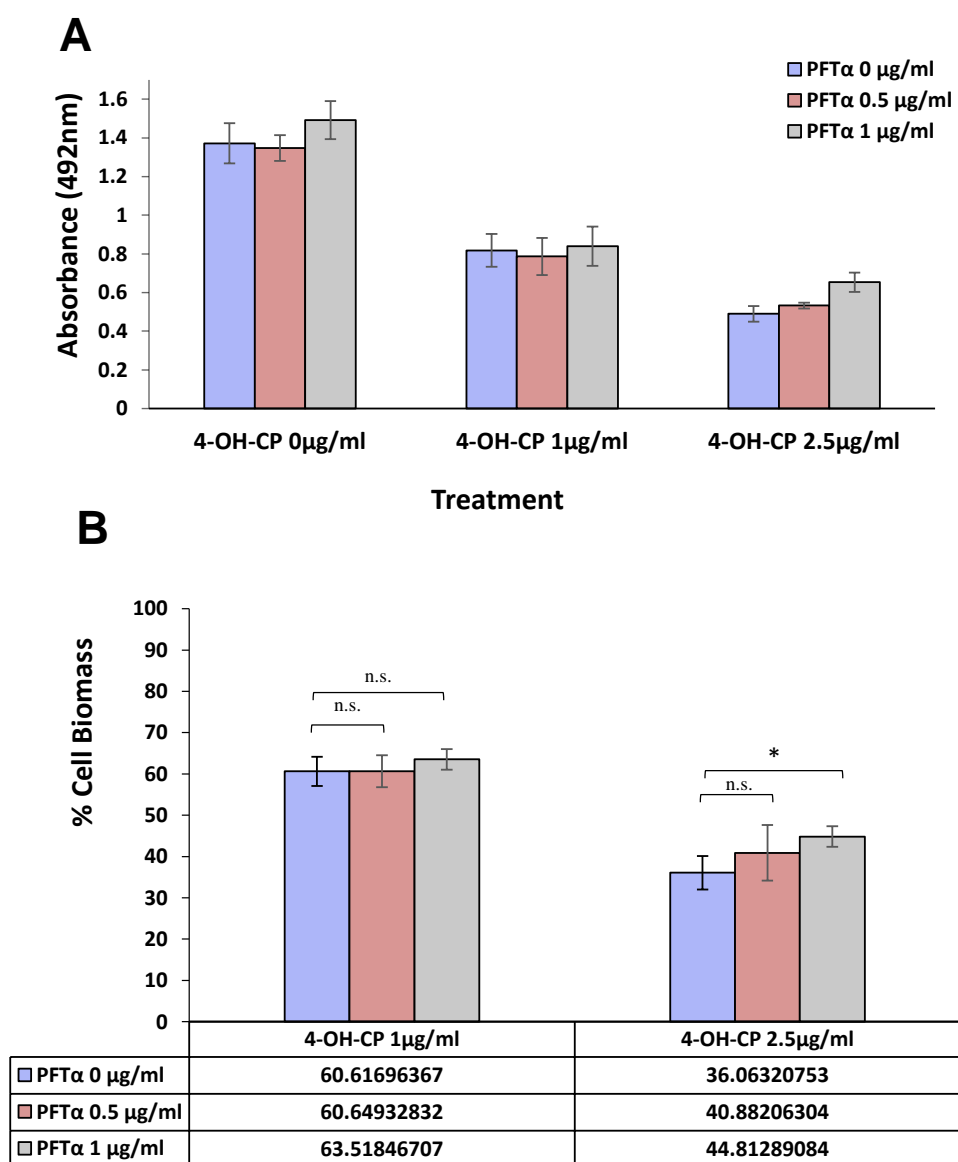 A
PFTα 0 µg/ml
PFTα 0.5 µg/ml
PFTα 1 µg/ml
Absorbance (492nm)
1.6
1.4
1.2
1
0.8
0.6
0.4
0.2
0
4-OH-CP 0µg/ml 4-OH-CP 1µg/ml 4-OH-CP 2.5µg/ml
Treatment
B
% Cell Biomass
100
90
80
70
60
50
40
30
20
10
0
n.s.
n.s.
*
n.s.
4-OH-CP 1µg/ml 4-OH-CP 2.5µg/ml
PFTα 0 µg/ml 60.61696367 36.06320753
PFTα 0.5 µg/ml 60.64932832 40.88206304
PFTα 1 µg/ml 63.51846707 44.81289084